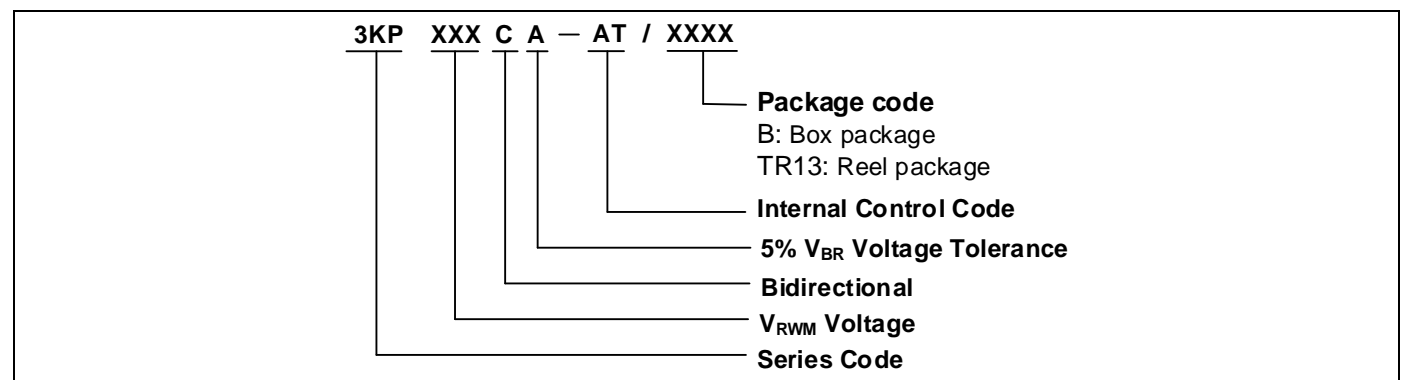 3KP XXX C A — AT / XXXX
Package code
B: Box package
TR13: Reel package
Internal Control Code
5% VBR Voltage Tolerance
Bidirectional
VRWM Voltage
Series Code